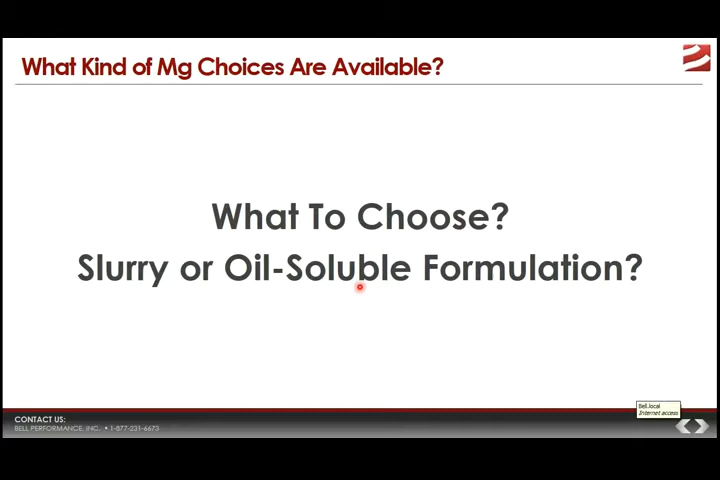 What Kind of Mg Choices Are Available?
What To Choose?
Slurry or Oil-Soluble Formulation?
Bell.local
Internet access
CONTACT US:
BELL PERFORMANCE, INC. • 1-877-231-6673